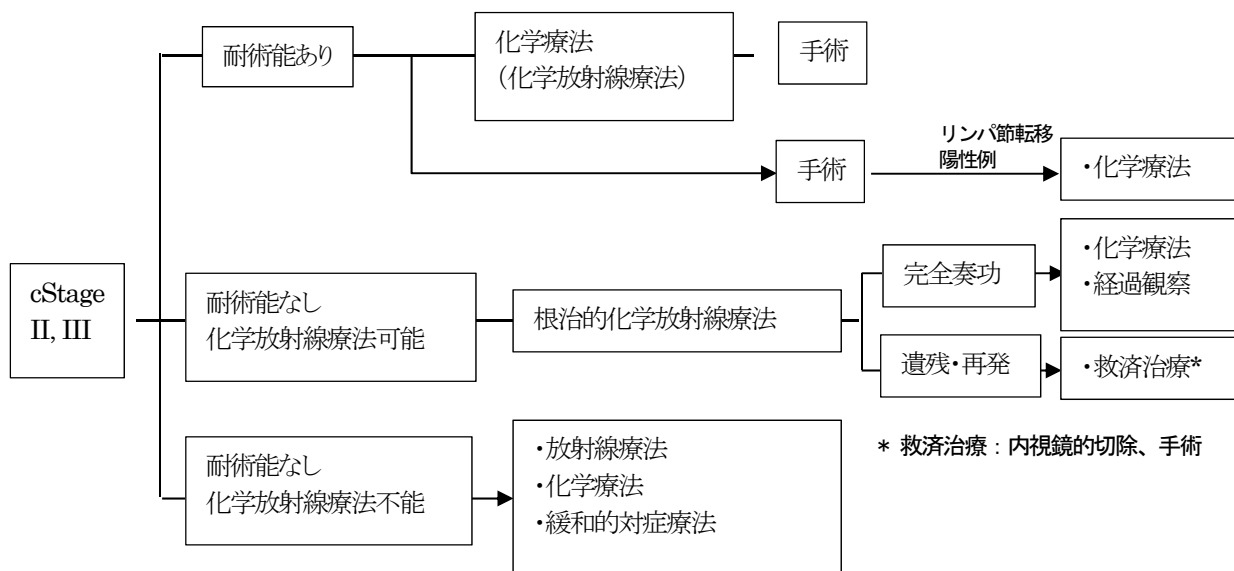 耐術能あり
化学療法
(化学放射線療法)
手術
手術
リンパ節転移
陽性例
・化学療法
cStage
II, III
耐術能なし
化学放射線療法可能
根治的化学放射線療法
完全奏功
・化学療法
・経過観察
遺残・再発
・救済治療*
* 救済治療：内視鏡的切除、手術
耐術能なし
化学放射線療法不能
・放射線療法
・化学療法
・緩和的対症療法